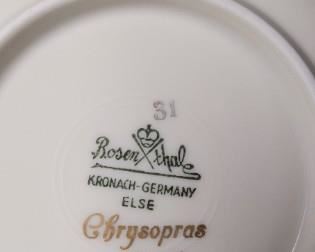 31
Rosenthal
KRONACH-GERMANY
ELSE
Chrysopras